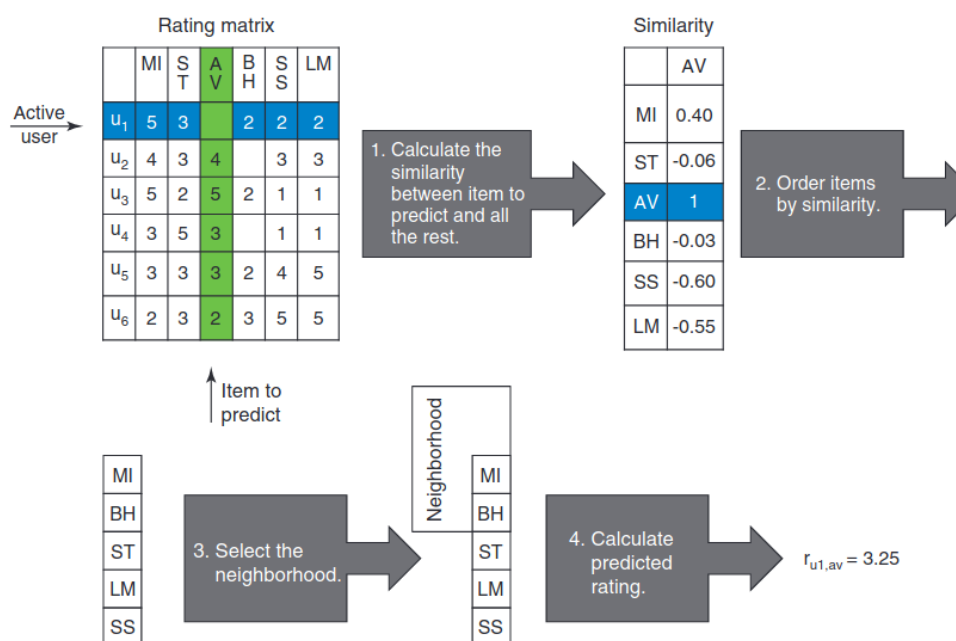 Rating matrix
MI S T A V B H S S LM
Active user
u1 5 3 2 2 2
u2 4 3 4 3 3
u3 5 2 5 2 1 1
u4 3 5 3 1 1
u5 3 3 3 2 4 5
u6 2 3 2 3 5 5
Item to
predict
1. Calculate the
similarity
between item to
predict and all
the rest.
Similarity
AV
MI 0.40
ST -0.06
AV 1
BH -0.03
SS -0.60
LM -0.55
2. Order items
by similarity.
MI
BH
ST
LM
SS
3. Select the
neighborhood.
Neighborhood
MI
BH
ST
LM
SS
4. Calculate
predicted
rating.
ru1,av = 3.25